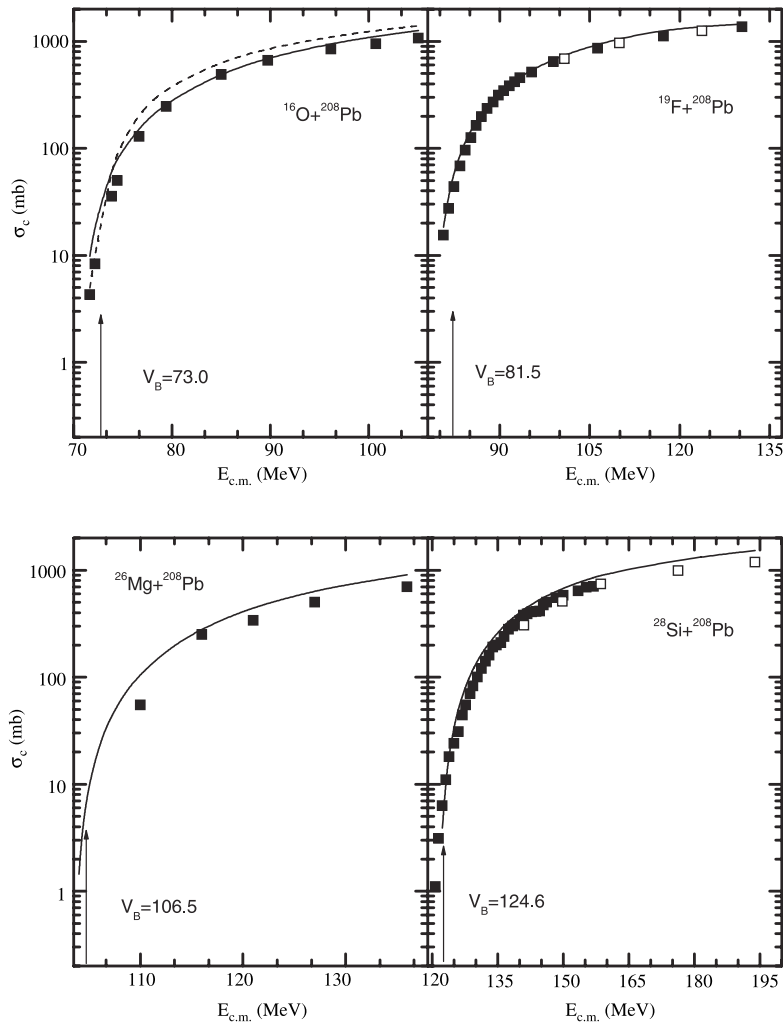 1000
100
10
1
σc (mb)
16O+208Pb
VB=73.0
70 80 90 100
Ec.m. (MeV)
19F+208Pb
VB=81.5
90 105 120 135
Ec.m. (MeV)
1000
100
10
1
σc (mb)
26Mg+208Pb
VB=106.5
110 120 130
Ec.m. (MeV)
28Si+208Pb
VB=124.6
120 135 150 165 180 195
Ec.m. (MeV)